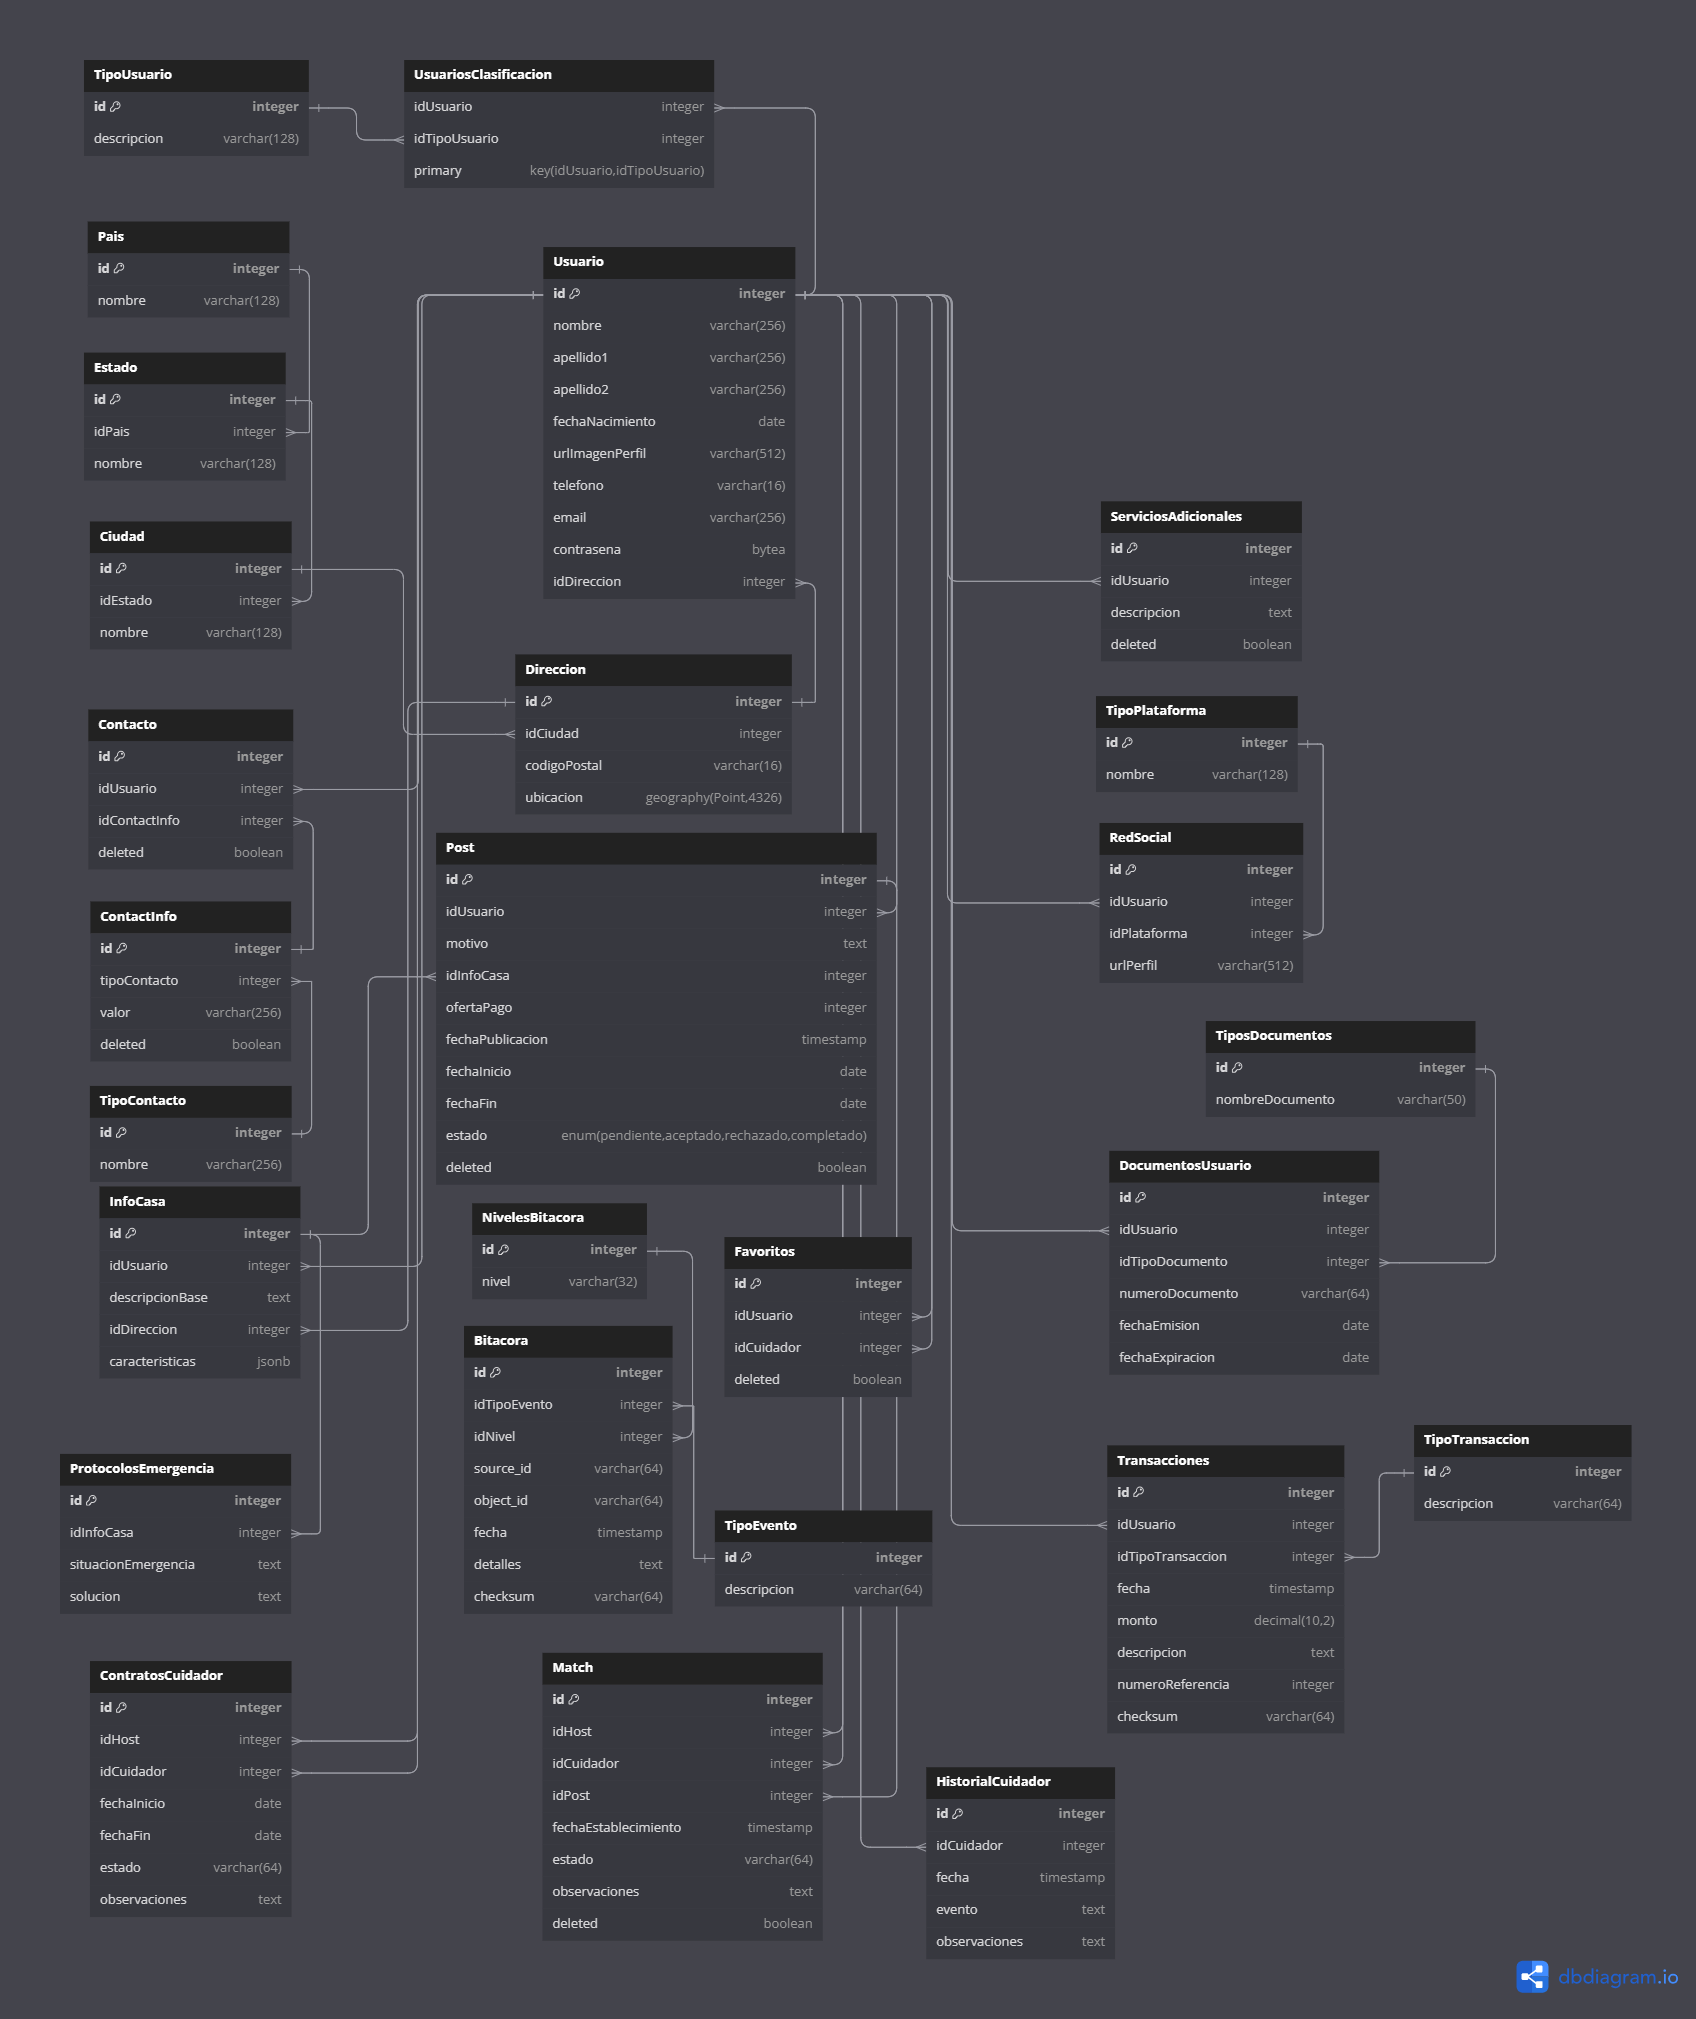 TipoUsuario
id integer
descripcion varchar(128)
UsuariosClasificacion
idUsuario integer
idTipoUsuario integer
primary key(idUsuario,idTipoUsuario)
Pais
id integer
nombre varchar(128)
Estado
id integer
idPais integer
nombre varchar(128)
Ciudad
id integer
idEstado integer
nombre varchar(128)
Usuario
id integer
nombre varchar(256)
apellido1 varchar(256)
apellido2 varchar(256)
fechaNacimiento date
urlImagenPerfil varchar(512)
telefono varchar(16)
email varchar(256)
contrasena bytea
idDireccion integer
Direccion
id integer
idCiudad integer
codigoPostal varchar(16)
ubicacion geography(Point,4326)
ServiciosAdicionales
id integer
idUsuario integer
descripcion text
deleted boolean
TipoPlataforma
id integer
nombre varchar(128)
RedSocial
id integer
idUsuario integer
idPlataforma integer
urlPerfil varchar(512)
Contacto
id integer
idUsuario integer
idContactInfo integer
deleted boolean
ContactInfo
id integer
tipoContacto integer
valor varchar(256)
deleted boolean
TipoContacto
id integer
nombre varchar(256)
InfoCasa
id integer
idUsuario integer
descripcionBase text
idDireccion integer
caracteristicas jsonb
Post
id integer
idUsuario integer
motivo text
idInfoCasa integer
ofertaPago integer
fechaPublicacion timestamp
fechaInicio date
fechaFin date
estado enum(pendiente,aceptado,rechazado,completado)
deleted boolean
TiposDocumentos
id integer
nombreDocumento varchar(50)
DocumentosUsuario
id integer
idUsuario integer
idTipoDocumento integer
numeroDocumento varchar(64)
fechaEmision date
fechaExpiracion date
NivelesBitacora
id integer
nivel varchar(32)
Favoritos
id integer
idUsuario integer
idCuidador integer
deleted boolean
Bitacora
id integer
idTipoEvento integer
idNivel integer
source_id varchar(64)
object_id varchar(64)
fecha timestamp
detalles text
checksum varchar(64)
TipoEvento
id integer
descripcion varchar(64)
ProtocolosEmergencia
id integer
idInfoCasa integer
situacionEmergencia text
solucion text
TipoTransaccion
id integer
descripcion varchar(64)
Transacciones
id integer
idUsuario integer
idTipoTransaccion integer
fecha timestamp
monto decimal(10,2)
descripcion text
numeroReferencia integer
checksum varchar(64)
ContratosCuidador
id integer
idHost integer
idCuidador integer
fechaInicio date
fechaFin date
estado varchar(64)
observaciones text
Match
id integer
idHost integer
idCuidador integer
idPost integer
fechaEstablecimiento timestamp
estado varchar(64)
observaciones text
deleted boolean
HistorialCuidador
id integer
idCuidador integer
fecha timestamp
evento text
observaciones text
dbdiagram.io